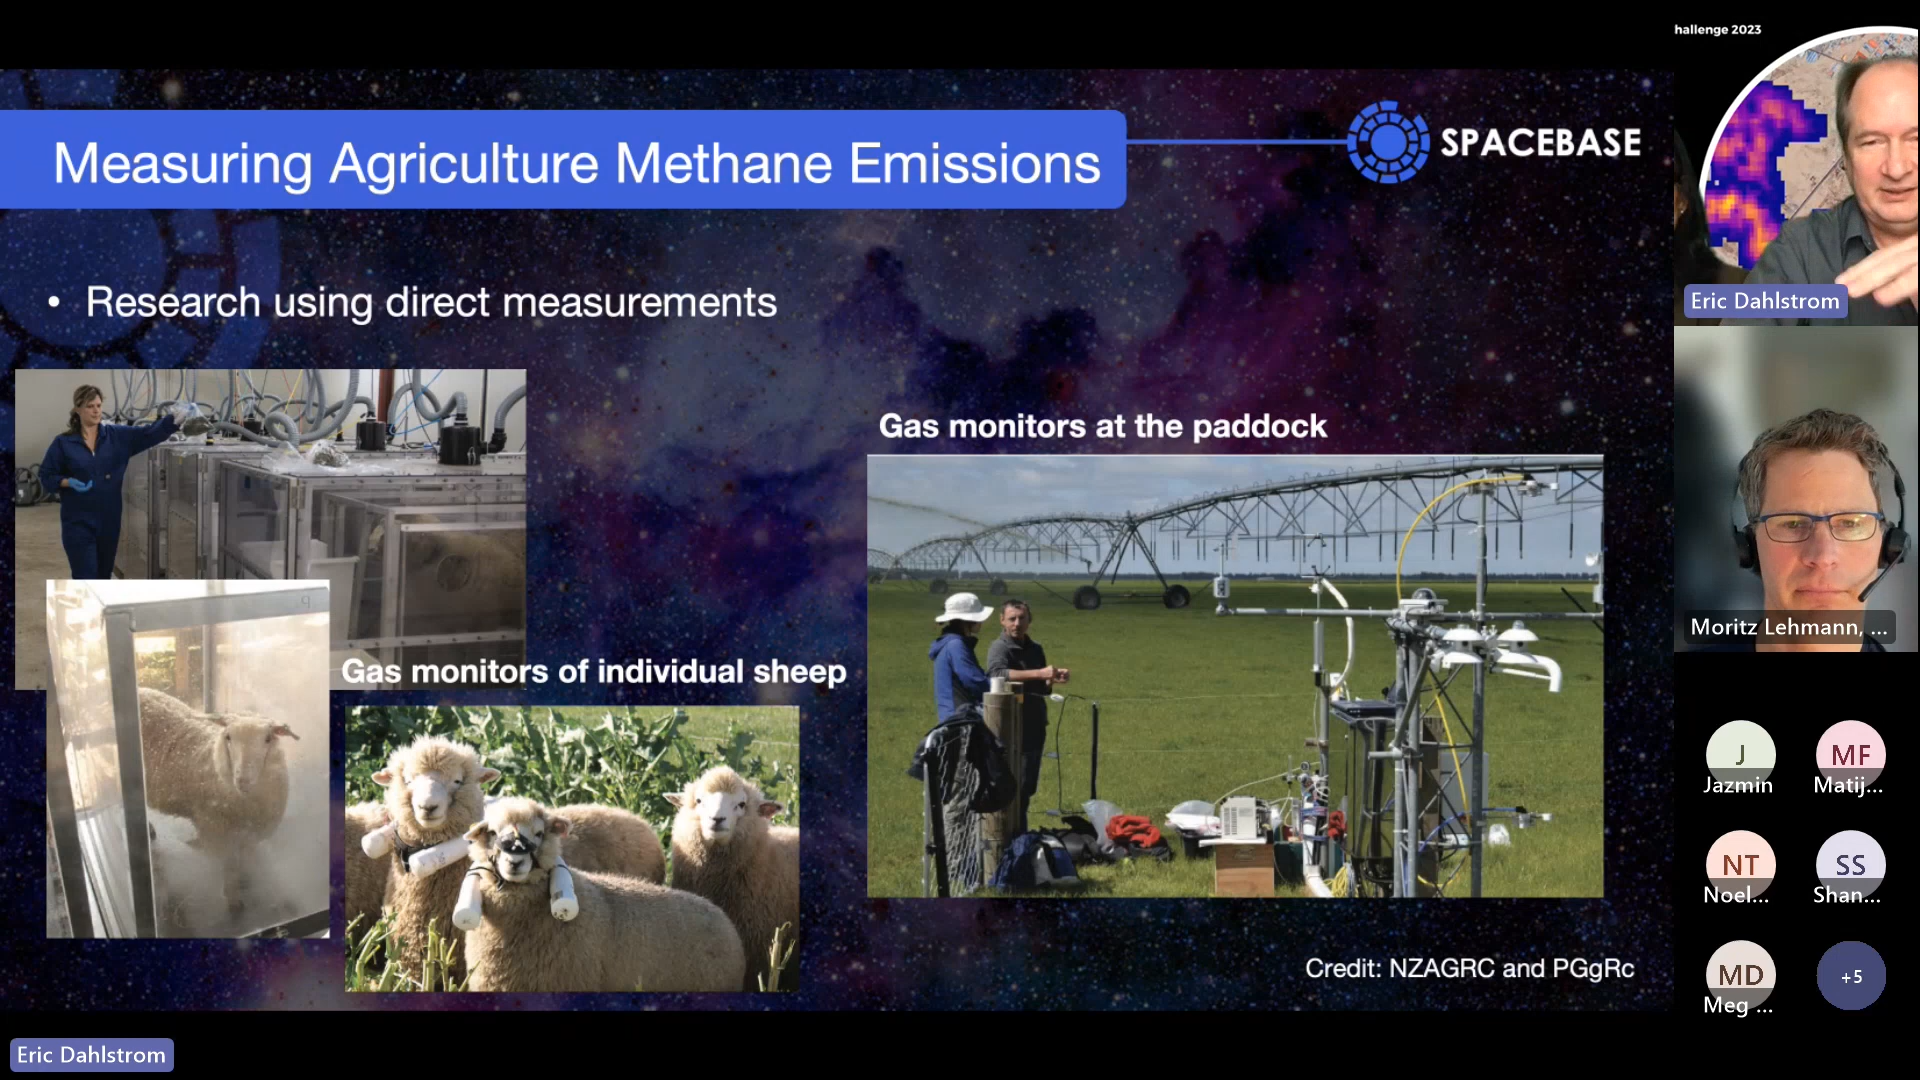 hallenge 2023
Measuring Agriculture Methane Emissions
SPACEBASE
• Research using direct measurements
Eric Dahlstrom
Gas monitors at the paddock
Moritz Lehmann, ...
Gas monitors of individual sheep
J
Jazmin
MF
Matij...
NT
Noel...
SS
Shan...
Credit: NZAGRC and PGgRc
MD
Meg ...
+5
Eric Dahlstrom